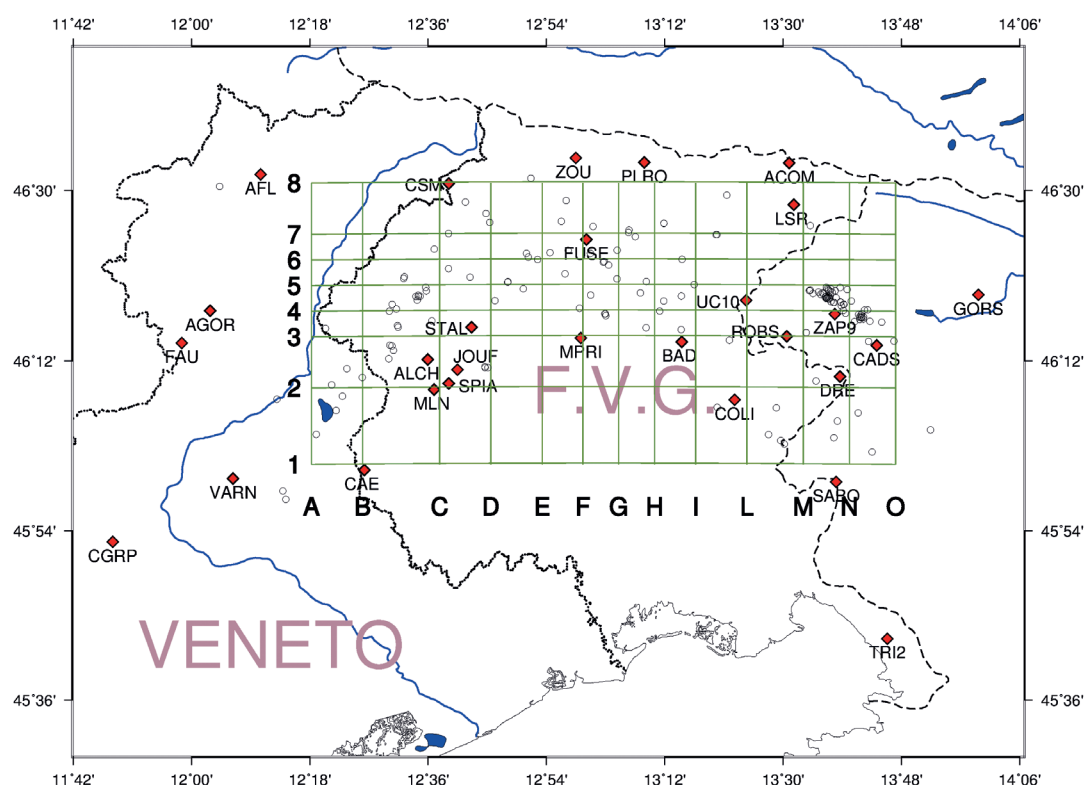 11˚42' 12˚00' 12˚18' 12˚36' 12˚54' 13˚12' 13˚30' 13˚48' 14˚06'
ZOU PLRO ACOM
46˚30' AFL 8 CSM 46˚30'
LSR
7
FUSE
6
5
UC10 GORS
4
AGOR STAL ROBS ZAP9
3
46˚12' FAU JOUF MPRI BAD CADS 46˚12'
ALCH
SPIA DRE
2
MLN F.V.G. COLI
1
VARN CAE SABO
A B C D E F G H I L M N O
45˚54' 45˚54'
CGRP
VENETO TRI2
45˚36' 45˚36'
11˚42' 12˚00' 12˚18' 12˚36' 12˚54' 13˚12' 13˚30' 13˚48' 14˚06'